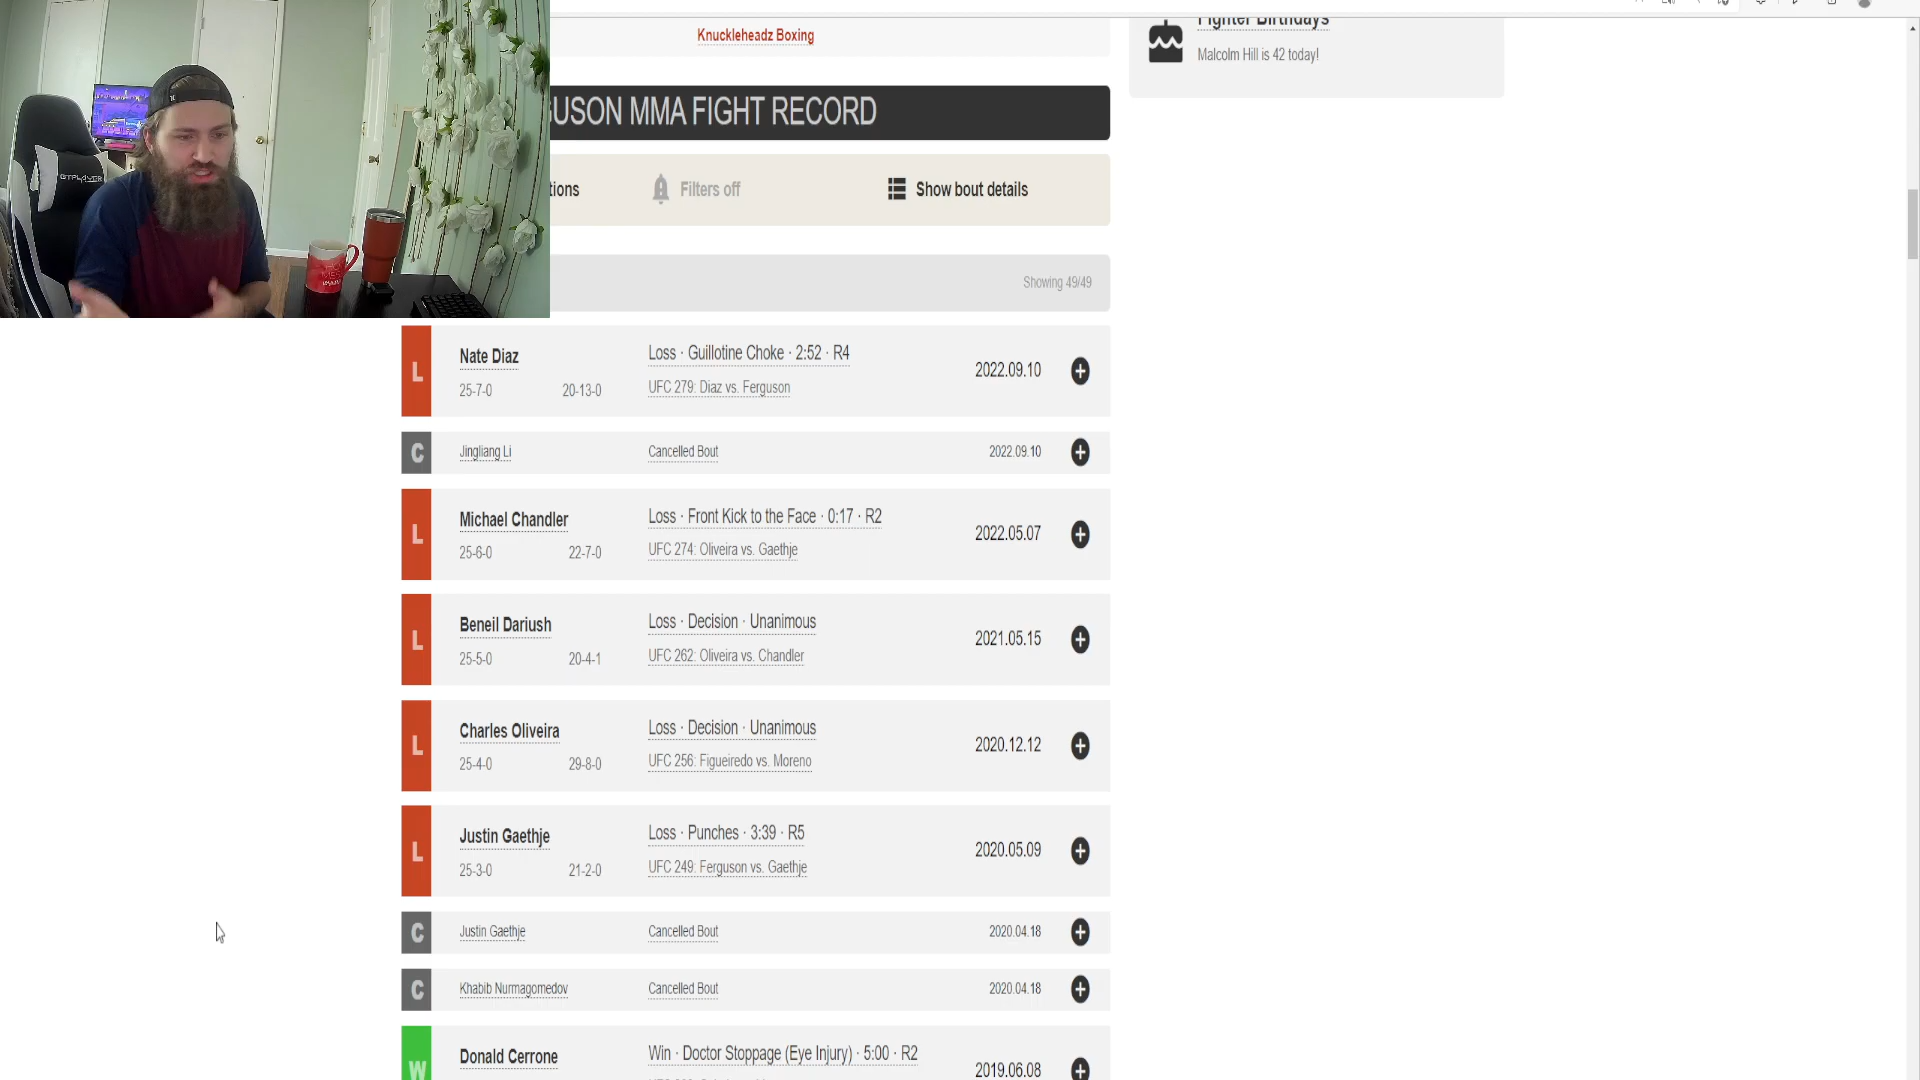 Fighter Birthdays
Knuckleheadz Boxing
Malcolm Hill is 42 today!
GUSON MMA FIGHT RECORD
tions
Filters off
Show bout details
Showing 49/49
L
Nate Diaz
Loss · Guillotine Choke · 2:52 · R4
2022.09.10
25-7-0
20-13-0
UFC 279: Diaz vs. Ferguson
C
Jingliang Li
Cancelled Bout
2022.09.10
L
Michael Chandler
Loss · Front Kick to the Face · 0:17 · R2
2022.05.07
25-6-0
22-7-0
UFC 274: Oliveira vs. Gaethje
L
Beneil Dariush
Loss · Decision · Unanimous
2021.05.15
25-5-0
20-4-1
UFC 262: Oliveira vs. Chandler
L
Charles Oliveira
Loss · Decision · Unanimous
2020.12.12
25-4-0
29-8-0
UFC 256: Figueiredo vs. Moreno
L
Justin Gaethje
Loss · Punches · 3:39 · R5
2020.05.09
25-3-0
21-2-0
UFC 249: Ferguson vs. Gaethje
C
Justin Gaethje
Cancelled Bout
2020.04.18
C
Khabib Nurmagomedov
Cancelled Bout
2020.04.18
W
Donald Cerrone
Win · Doctor Stoppage (Eye Injury) · 5:00 · R2
2019.06.08